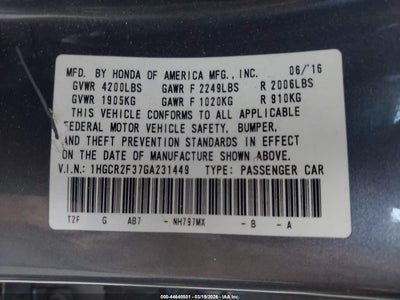 MFD. BY HONDA OF AMERICA MFG., INC. 06/16
GVWR 4200LBS GAWR F 2249LBS R 2006LBS
GVWR 1905KG GAWR F 1020KG R 910KG
THIS VEHICLE CONFORMS TO ALL APPLICABLE
FEDERAL MOTOR VEHICLE SAFETY, BUMPER,
AND THEFT PREVENTION STANDARDS IN EFFECT
ON THE DATE OF MANUFACTURE SHOWN ABOVE.
V.I.N.: 1HGCR2F37GA231449 TYPE: PASSENGER CAR
T2F G AB7 - NH797MX - B - A
000-44640501 - 03/19/2026 - IAA Inc.